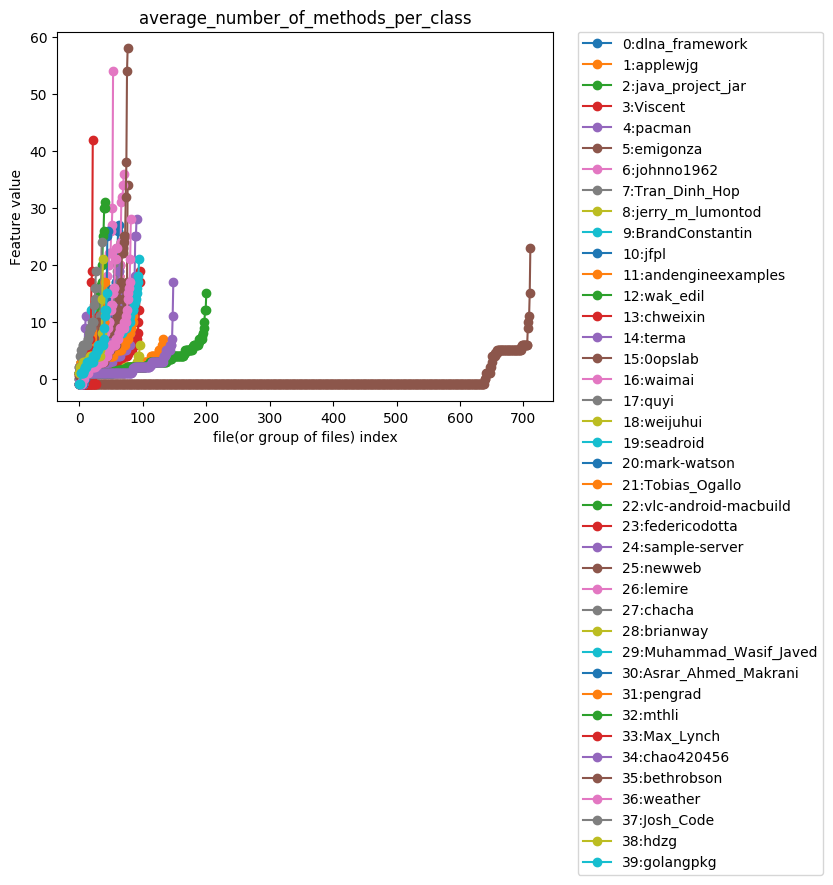 average_number_of_methods_per_class
Feature value
60
50
40
30
20
10
0
0 100 200 300 400 500 600 700
file(or group of files) index
0:dlna_framework
1:applewjg
2:java_project_jar
3:Viscent
4:pacman
5:emigonza
6:johnno1962
7:Tran_Dinh_Hop
8:jerry_m_lumontod
9:BrandConstantin
10:jfpl
11:andengineexamples
12:wak_edil
13:chweixin
14:terma
15:0opslab
16:waimai
17:quyi
18:weijuhui
19:seadroid
20:mark-watson
21:Tobias_Ogallo
22:vlc-android-macbuild
23:federicodotta
24:sample-server
25:newweb
26:lemire
27:chacha
28:brianway
29:Muhammad_Wasif_Javed
30:Asrar_Ahmed_Makrani
31:pengrad
32:mthli
33:Max_Lynch
34:chao420456
35:bethrobson
36:weather
37:Josh_Code
38:hdzg
39:golangpkg